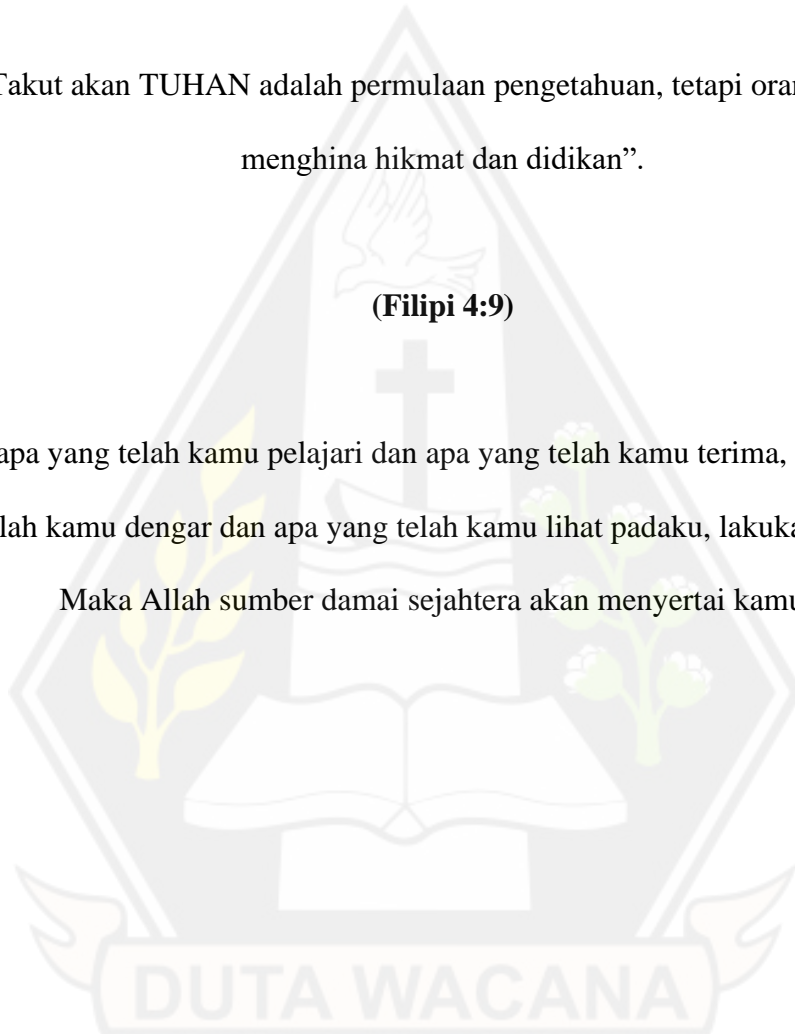 Takut akan TUHAN adalah permulaan pengetahuan, tetapi oran
menghina hikmat dan didikan”.
(Filipi 4:9)
apa yang telah kamu pelajari dan apa yang telah kamu terima,
lah kamu dengar dan apa yang telah kamu lihat padaku, lakuka
Maka Allah sumber damai sejahtera akan menyertai kamu
DUTA WACANA